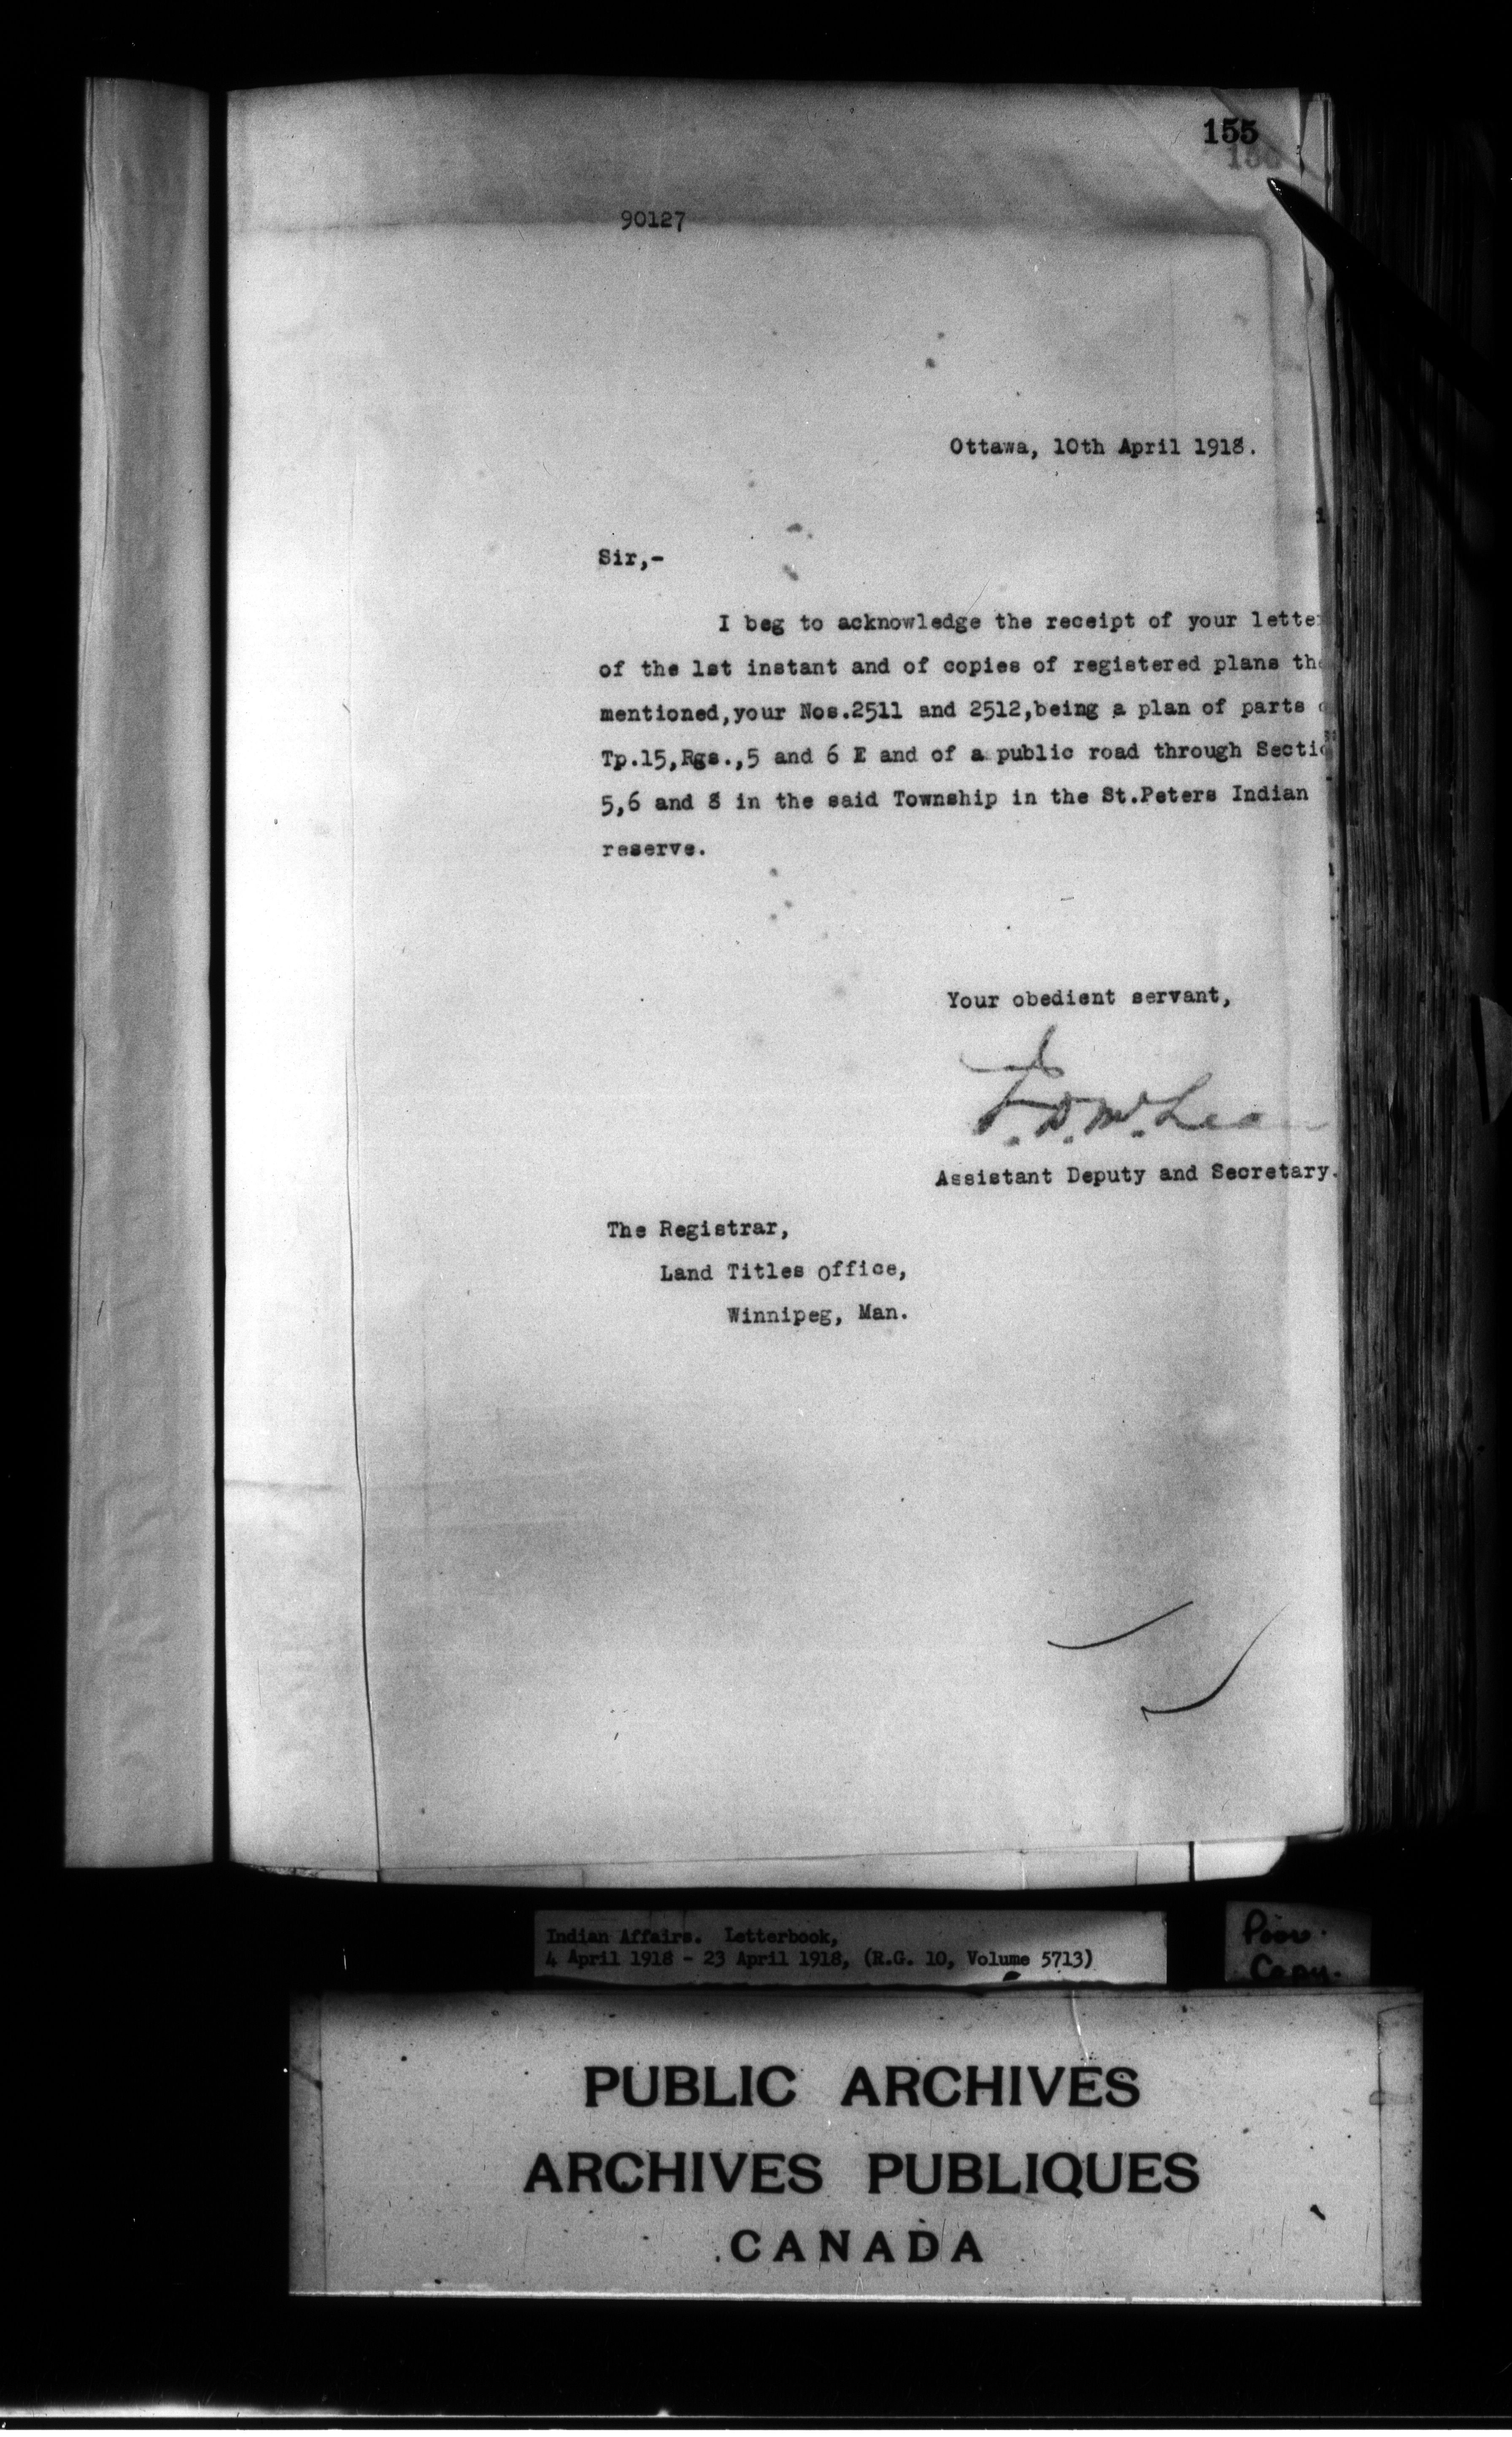 155
90127
Ottawa, 10th April 1918.
Sir,-
I beg to acknowledge the receipt of your lette
of the 1st instant and of copies of registered plans th
mentioned,your Nos.2511 and 2512,being a plan of parts
Tp.15,Rgs.,5 and 6 E and of a public road through Secti
5,6 and 8 in the said Township in the St.Peters Indian
reserve.
Your obedient servant,
J.D. McLean
Assistant Deputy and Secretary.
The Registrar,
Land Titles Office,
Winnipeg, Man.
Indian Affairs. Letterbook,
4 April 1918 - 23 April 1918, (R.G. 10, Volume 5713)
Poor
Copy.
PUBLIC ARCHIVES
ARCHIVES PUBLIQUES
CANADA